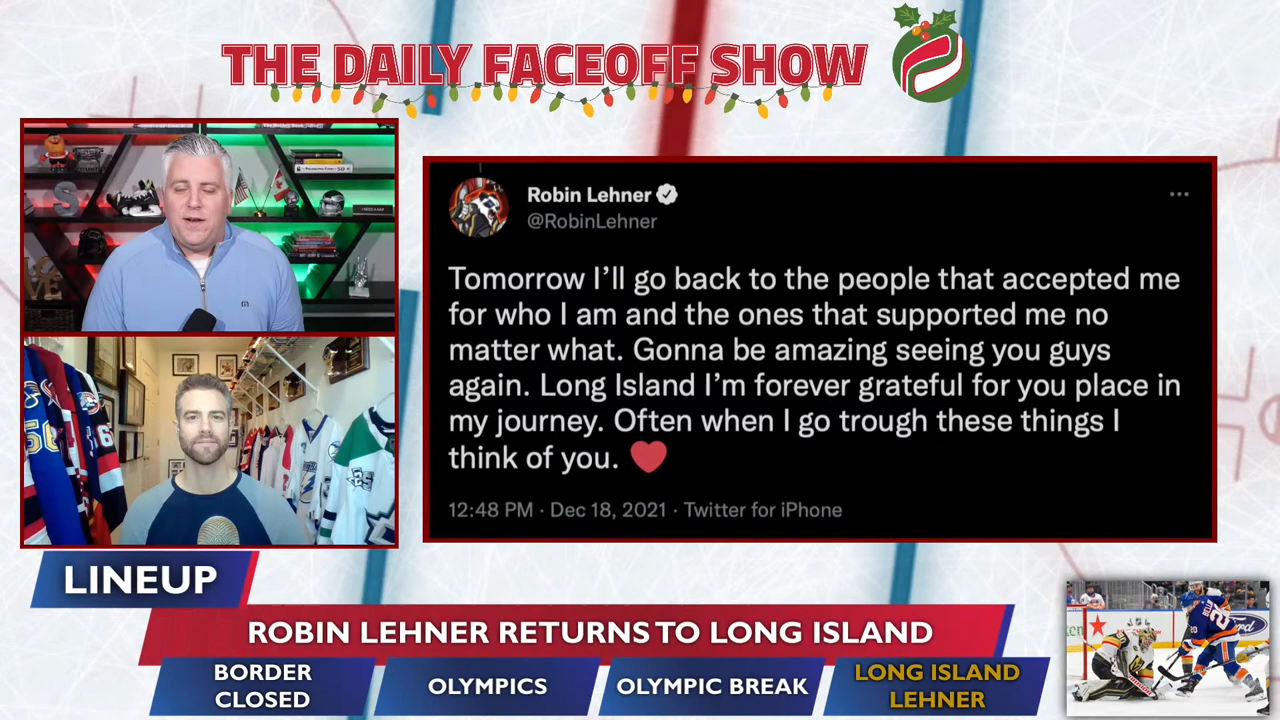 THE DAILY FACEOFF SHOW
Robin Lehner
@RobinLehner
Tomorrow I'll go back to the people that accepted me
for who I am and the ones that supported me no
matter what. Gonna be amazing seeing you guys
again. Long Island I'm forever grateful for you place in
my journey. Often when I go trough these things I
think of you. ❤️
12:48 PM · Dec 18, 2021 · Twitter for iPhone
LINEUP
ROBIN LEHNER RETURNS TO LONG ISLAND
BORDER
CLOSED
OLYMPICS
OLYMPIC BREAK
LONG ISLAND
LEHNER
Ford